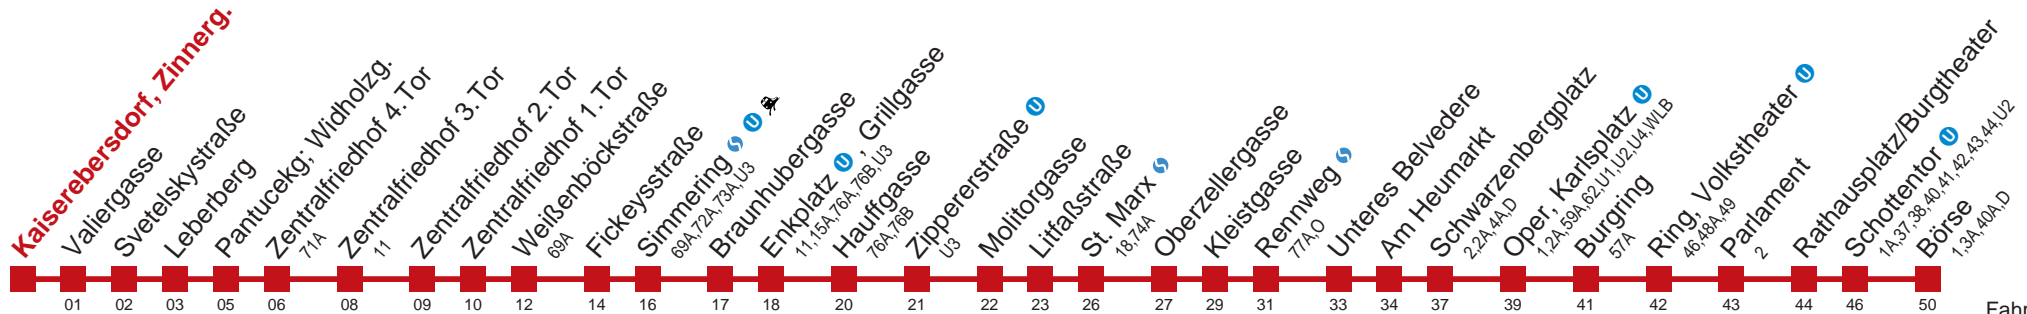 Kaiserebersdorf, Zinnerg.
Valiergasse
Svetelskystraße
Leberberg
Pantucekg; Widholzg.
Zentralfriedhof 4.Tor
71A
Zentralfriedhof 3.Tor
11
Zentralfriedhof 2.Tor
Zentralfriedhof 1.Tor
Weißenböckstraße
69A
Fickeysstraße
Simmering S U
69A,72A,73A,U3
Braunhubergasse
Enkplatz U , Grillgasse
11,15A,76A,76B,U3
Hauffgasse
76A,76B
Zippererstraße U
U3
Molitorgasse
Litfaßstraße
St. Marx S
18,74A
Oberzellergasse
Kleistgasse
Rennweg S
77A,O
Unteres Belvedere
Am Heumarkt
Schwarzenbergplatz
2,2A,4A,D
Oper, Karlsplatz U
1,2A,59A,62,U1,U2,U4,WLB
Burgring
57A
Ring, Volkstheater U
46,48A,49
Parlament
2
Rathausplatz/Burgtheater
Schottentor U
1A,37,38,40,41,42,43,44,U2
Börse
1,3A,40A,D
01 02 03 05 06 08 09 10 12 14 16 17 18 20 21 22 23 26 27 29 31 33 34 37 39 41 42 43 44 46 50
Fahr